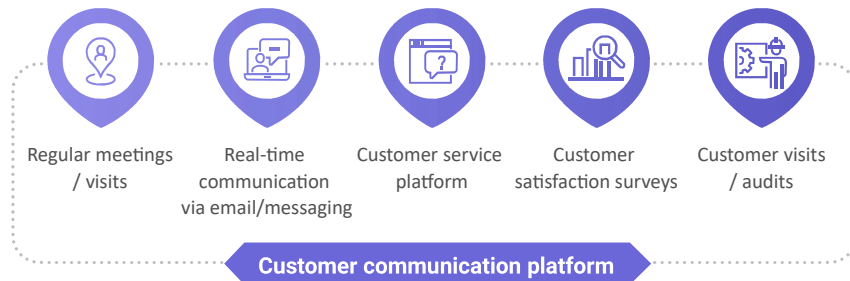 ?
Regular meetings
/ visits
Real-time
communication
via email/messaging
Customer service
platform
Customer
satisfaction surveys
Customer visits
/ audits
Customer communication platform